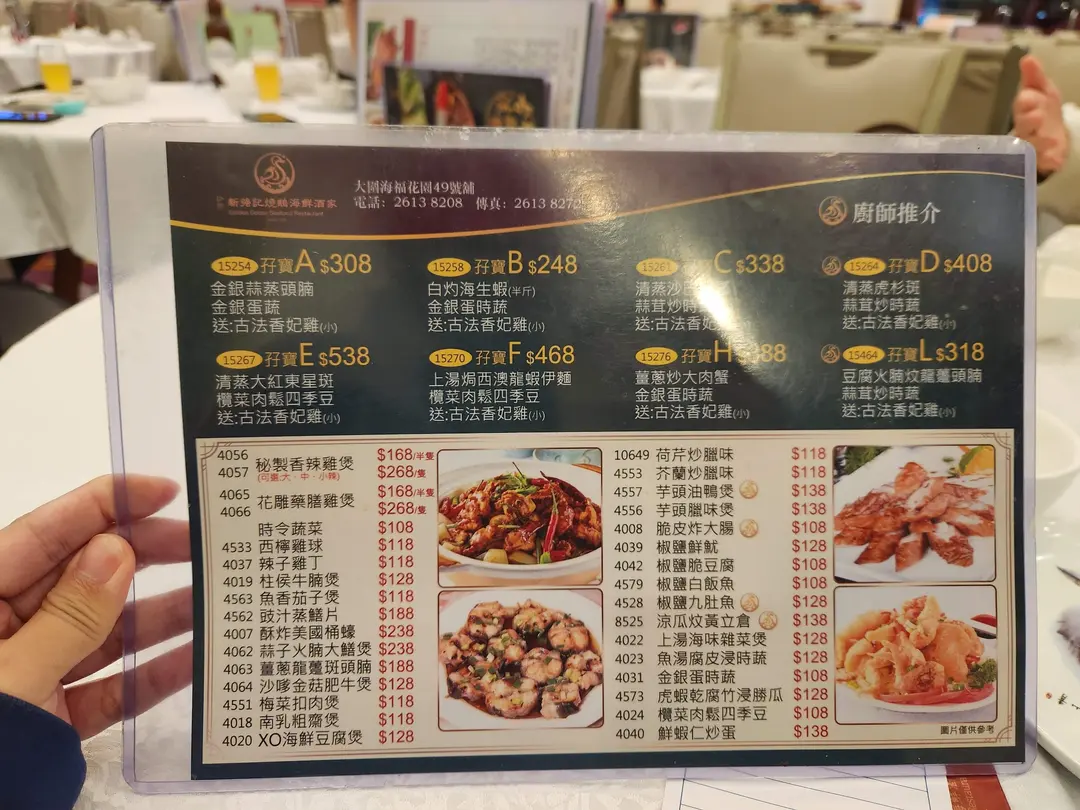 新陽記燒鵝海鮮酒家
大圍海福花園49號舖
電話: 2613 8208 傳真: 2613 8272
廚師推介
15254 孖寶A $308
金銀蒜蒸頭腩
金銀蛋蔬
送:古法香妃雞(小)
15258 孖寶B $248
白灼海生蝦(半斤)
金銀蛋時蔬
送:古法香妃雞(小)
15261 C $338
清蒸沙
蒜茸炒時
送:古法香妃雞(小)
15264 孖寶D $408
清蒸虎杉斑
蒜茸炒時蔬
送:古法香妃雞(小)
15267 孖寶E $538
清蒸大紅東星斑
欖菜肉鬆四季豆
送:古法香妃雞(小)
15270 孖寶F $468
上湯焗西澳龍蝦伊麵
欖菜肉鬆四季豆
送:古法香妃雞(小)
15276 孖寶H 88
薑蔥炒大肉蟹
金銀蛋時蔬
送:古法香妃雞(小)
15464 孖寶L $318
豆腐火腩炆龍躉頭腩
蒜茸炒時蔬
送:古法香妃雞(小)
4056 $168/半隻
秘製香辣雞煲
4057 $268/隻
(可選:大、中、小辣)
4065 $168/半隻
花雕藥膳雞煲
4066 $268/隻
時令蔬菜 $108
4533 西檸雞球 $118
4037 辣子雞丁 $118
4019 柱侯牛腩煲 $128
4563 魚香茄子煲 $118
4562 豉汁蒸鱔片 $188
4007 酥炸美國桶蠔 $238
4062 蒜子火腩大鱔煲 $238
4063 薑蔥龍躉斑頭腩 $188
4064 沙嗲金菇肥牛煲 $128
4551 梅菜扣肉煲 $118
4018 南乳粗齋煲 $118
4020 XO海鮮豆腐煲 $128
10649 荷芹炒臘味 $118
4553 芥蘭炒臘味 $118
4557 芋頭油鴨煲 $138
4556 芋頭臘味煲 $138
4008 脆皮炸大腸 $108
4039 椒鹽鮮魷 $128
4042 椒鹽脆豆腐 $108
4579 椒鹽白飯魚 $108
4528 椒鹽九肚魚 $128
8525 涼瓜炆黃立倉 $138
4022 上湯海味雜菜煲 $128
4023 魚湯腐皮浸時蔬 $128
4031 金銀蛋時蔬 $108
4573 虎蝦乾腐竹浸勝瓜 $128
4024 欖菜肉鬆四季豆 $108
4040 鮮蝦仁炒蛋 $138
圖片僅供參考